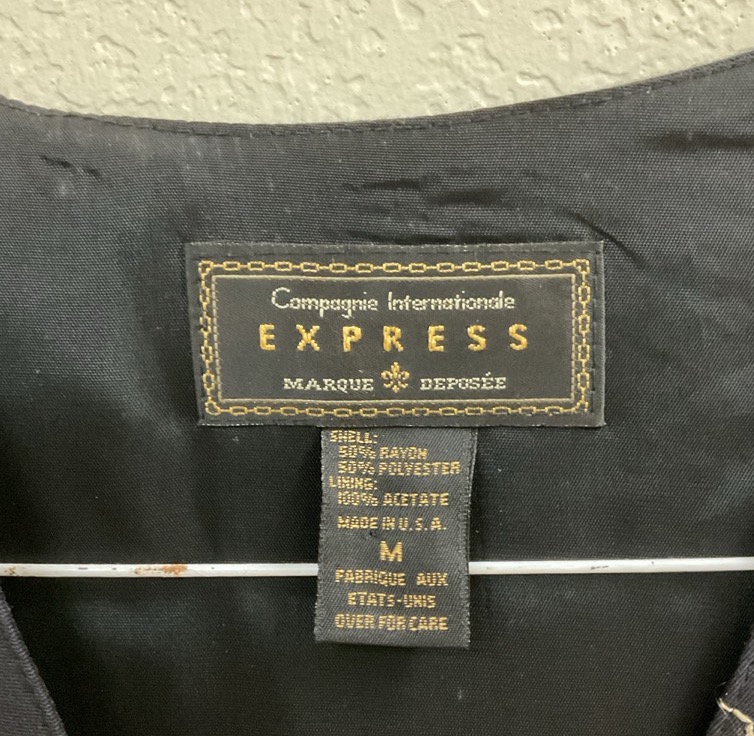 Compagnie Internationale
EXPRESS
MARQUE DEPOSÉE
SHELL:
50% RAYON
50% POLYESTER
LINING:
100% ACETATE
MADE IN U.S.A.
M
FABRIQUE AUX
ETATS-UNIS
OVER FOR CARE